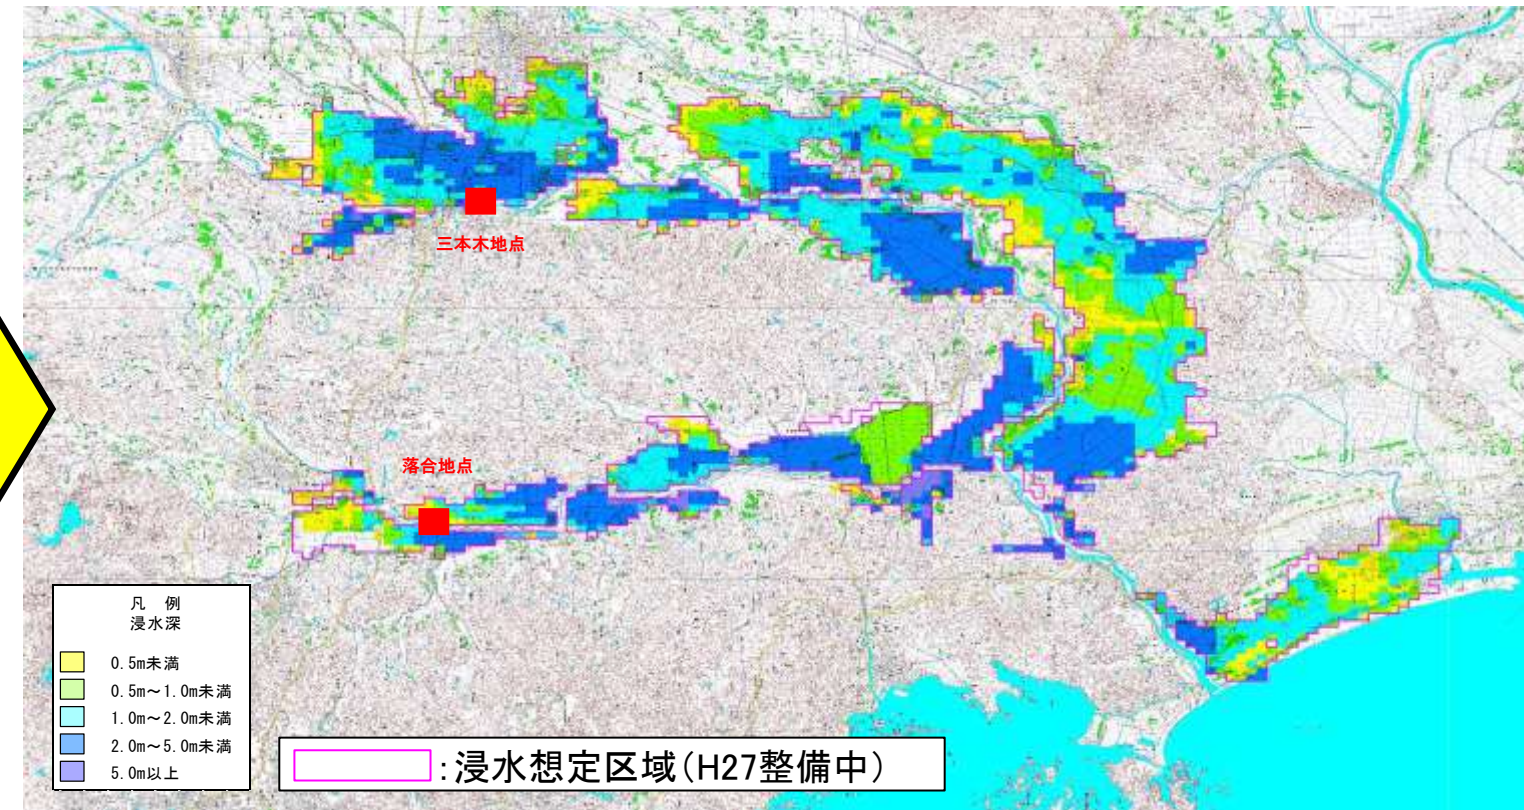 三本木地点
落合地点
凡 例
浸水深
0.5m未満
0.5m～1.0m未満
1.0m～2.0m未満
2.0m～5.0m未満
5.0m以上
：浸水想定区域（H27整備中）